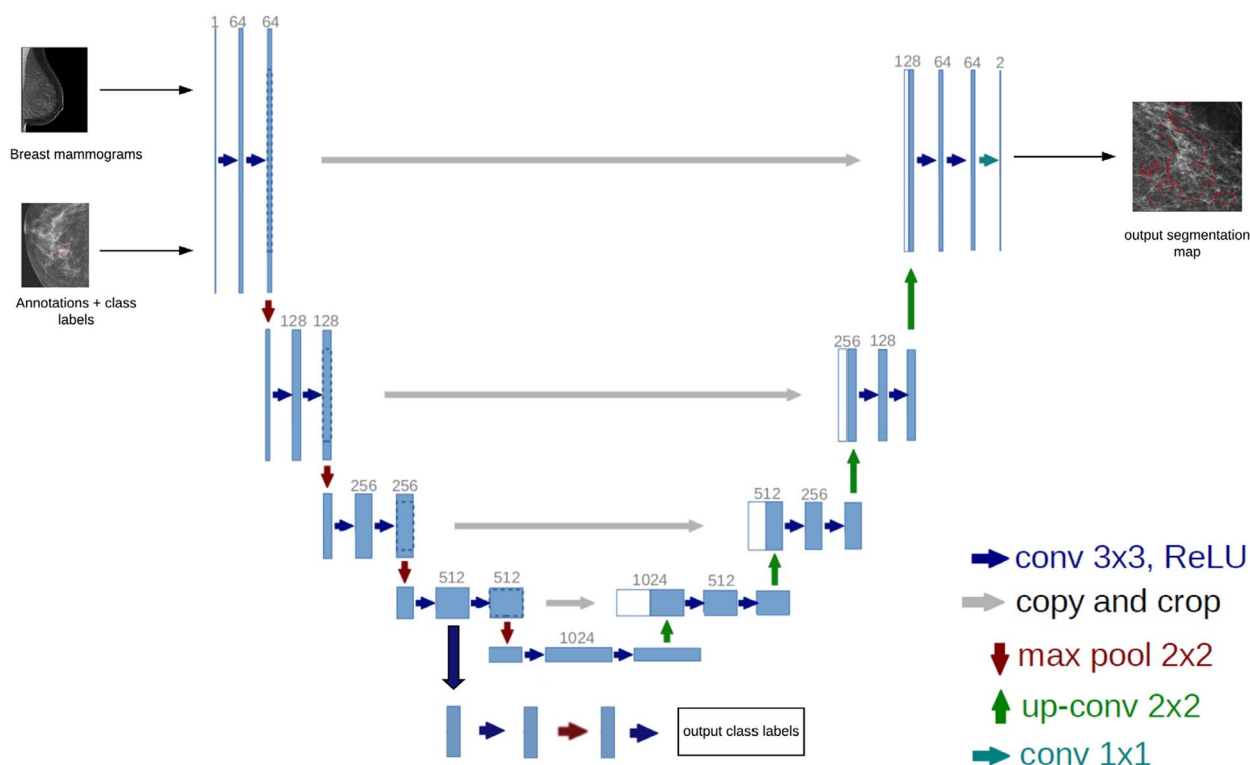 1 64 64
128 64 64 2
Breast mammograms
Annotations + class
labels
output segmentation
map
128 128
256 128
256 256
512 256
512 512
1024 512
1024
output class labels
conv 3x3, ReLU
copy and crop
max pool 2x2
up-conv 2x2
conv 1x1